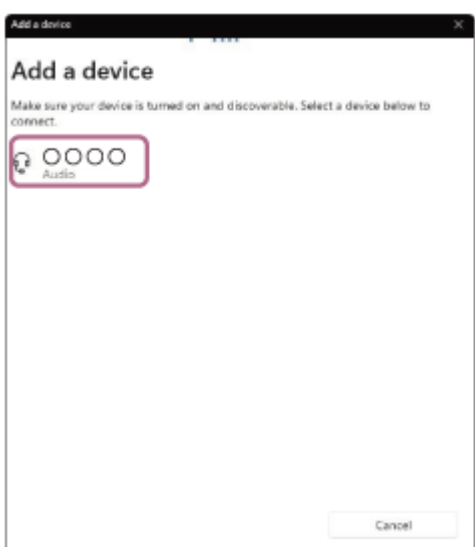 Add a device
Add a device
Make sure your device is turned on and discoverable. Select a device below to
connect.
○○○○
Audio
Cancel